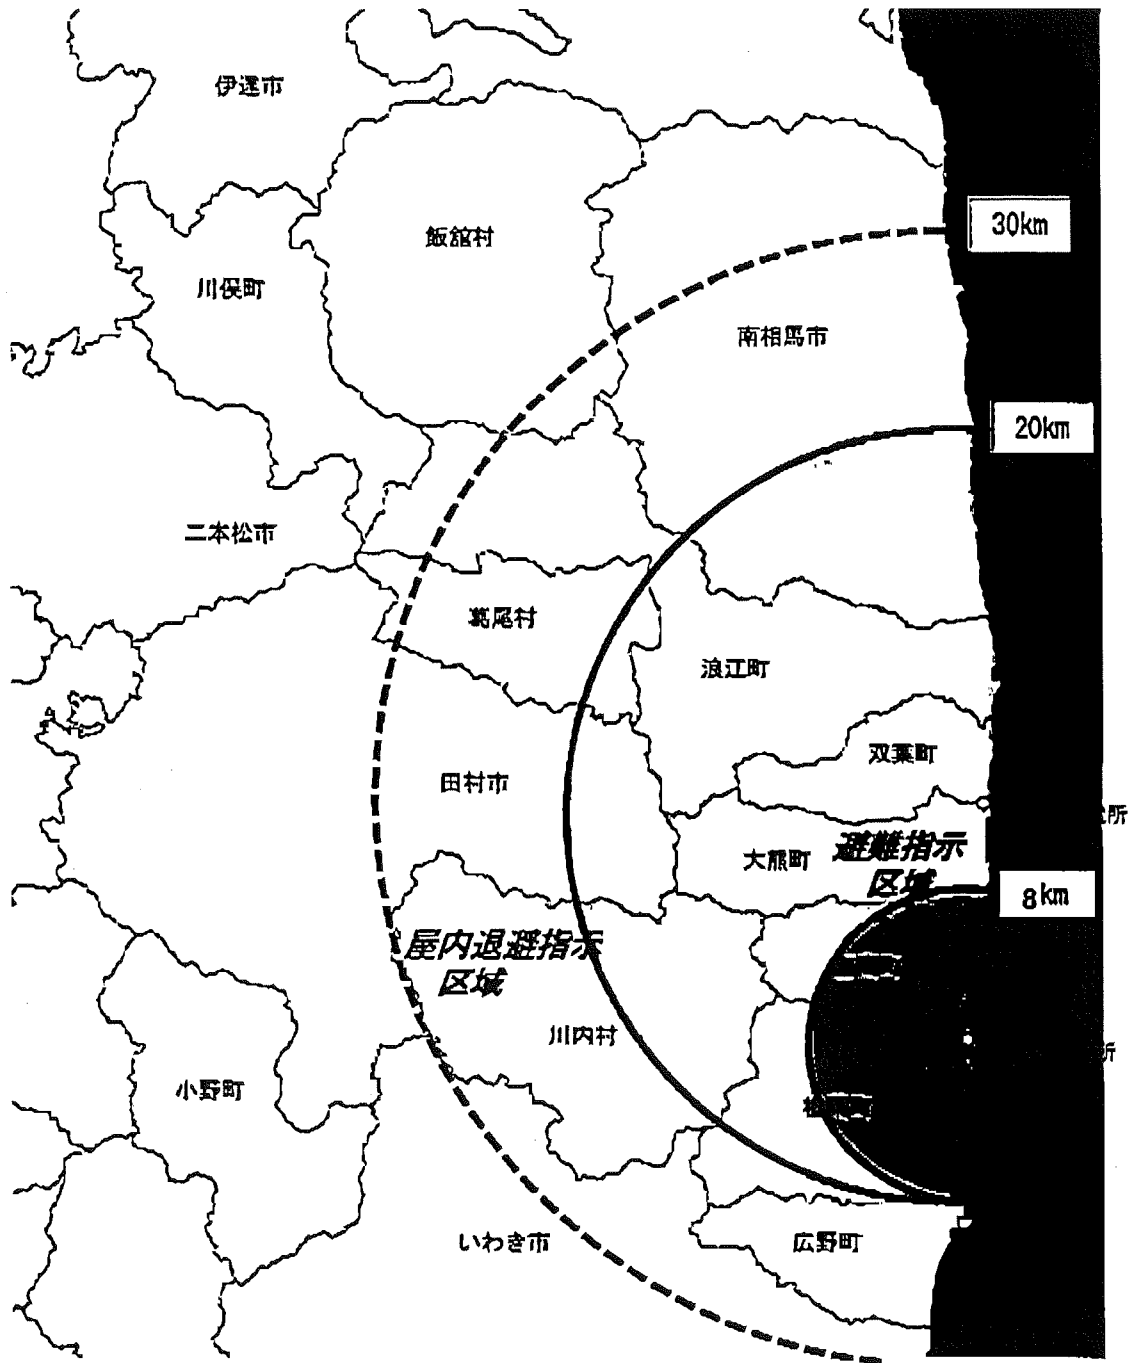 伊達市
30km
飯舘村
川俣町
南相馬市
20km
二本松市
葛尾村
浪江町
双葉町
田村市
所
大熊町
避難指示
区域
8km
屋内退避指示
区域
川内村
所
小野町
いわき市
広野町